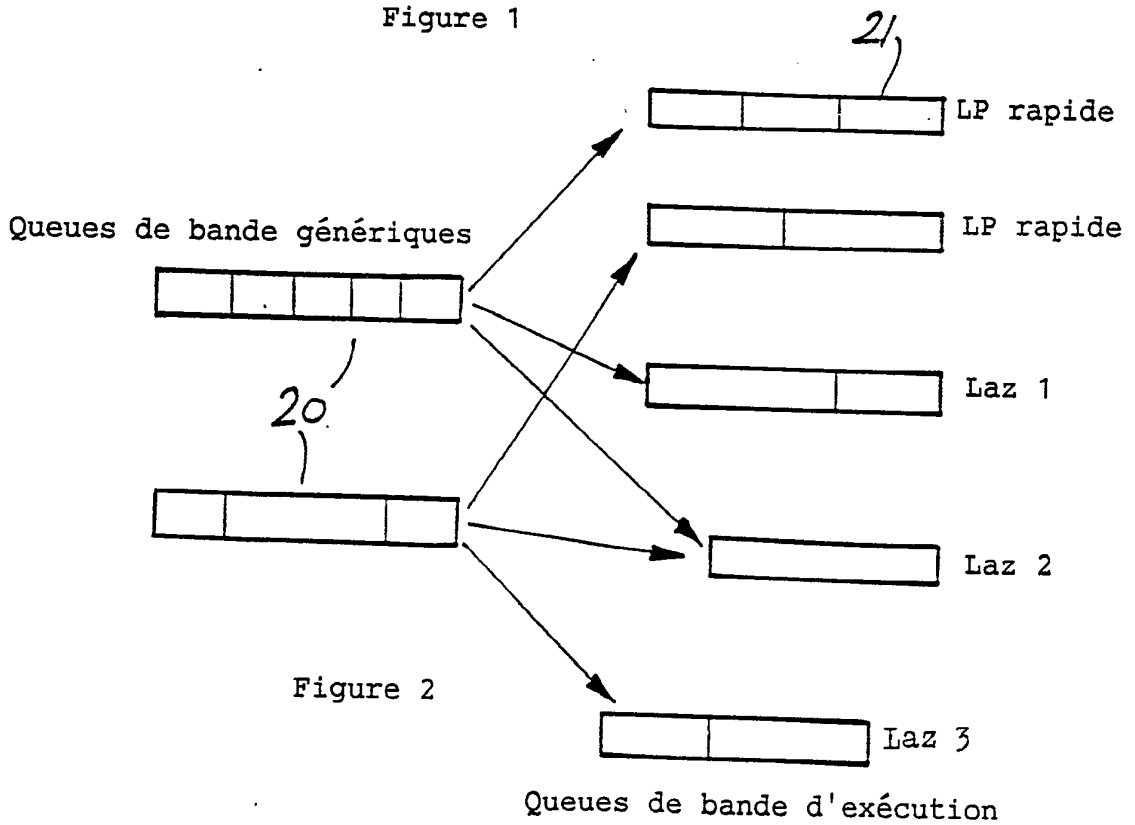 Figure 1
21
LP rapide
LP rapide
Queues de bande génériques
Laz 1
20
Laz 2
Figure 2
Laz 3
Queues de bande d'exécution